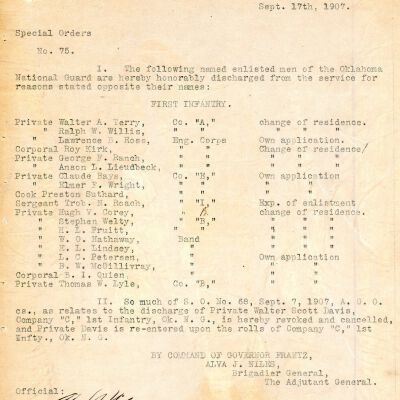 Sept. 17th, 1907.
Special Orders
No. 75.
I. The following named enlisted men of the Oklahoma
National Guard are hereby honorably discharged from the service for
reasons stated opposite their names:
FIRST INFANTRY.
Private Walter A. Terry, Co. "A," change of residence.
" Ralph W. Willis, " " " " "
" Lawrence B. Ross, Eng. Corps Own application.
Corporal Roy Kirk, " " Change of residence/
Private George F. Ranch, " " " " "
" Anson L. Lieudbeck, " " " " "
Private Claude Hays, Co. "H," Own application
" Elmer F. Wright, " " " "
Cook Preston Suthard, " " " "
Sergeant Trob. N. Roach, " "I," Exp. of enlistment
Private Hugh V. Corey, " change of residence.
" Stephen Welty, " "B," " " "
" H. L. Fruitt, " " " " "
" W. O. Hathaway, Band " " "
" K. L. Lindsey, " " " "
" L. C. Petersen, " Own application
" B. W. McGillivray, " " "
Corporal B. I. Quien, " " "
Private Thomas W. Lyle, Co. "B," " "
II. So much of S. O. No. 68, Sept. 7, 1907, A. G. O.
cs., as relates to the discharge of Private Walter Scott Davis,
Company "C," 1st Infantry, Ok. N. G., is hereby revoked and cancelled,
and Private Davis is re-entered upon the rolls of Company "C," 1st
Infty., Ok. N. G.
BY COMMAND OF GOVERNOR FRANTZ,
ALVA J. NILES,
Brigadier General,
The Adjutant General.
Official: